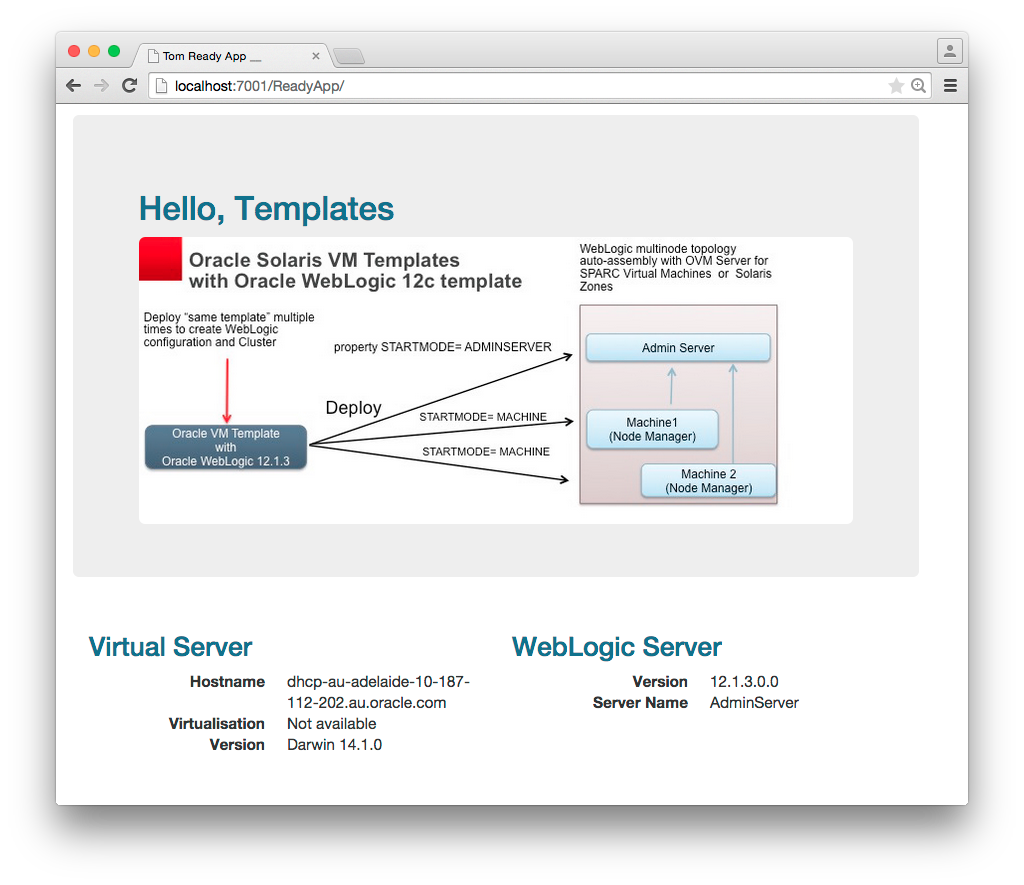 Tom Ready App __
localhost:7001/ReadyApp/
Hello, Templates
Oracle Solaris VM Templates
with Oracle WebLogic 12c template
WebLogic multinode topology
auto-assembly with OVM Server for
SPARC Virtual Machines or Solaris
Zones
Deploy “same template” multiple
times to create WebLogic
configuration and Cluster
property STARTMODE= ADMINSERVER
Deploy
STARTMODE= MACHINE
STARTMODE= MACHINE
Oracle VM Template
with
Oracle WebLogic 12.1.3
Admin Server
Machine1
(Node Manager)
Machine 2
(Node Manager)
Virtual Server
Hostname dhcp-au-adelaide-10-187-
112-202.au.oracle.com
Virtualisation Not available
Version Darwin 14.1.0
WebLogic Server
Version 12.1.3.0.0
Server Name AdminServer